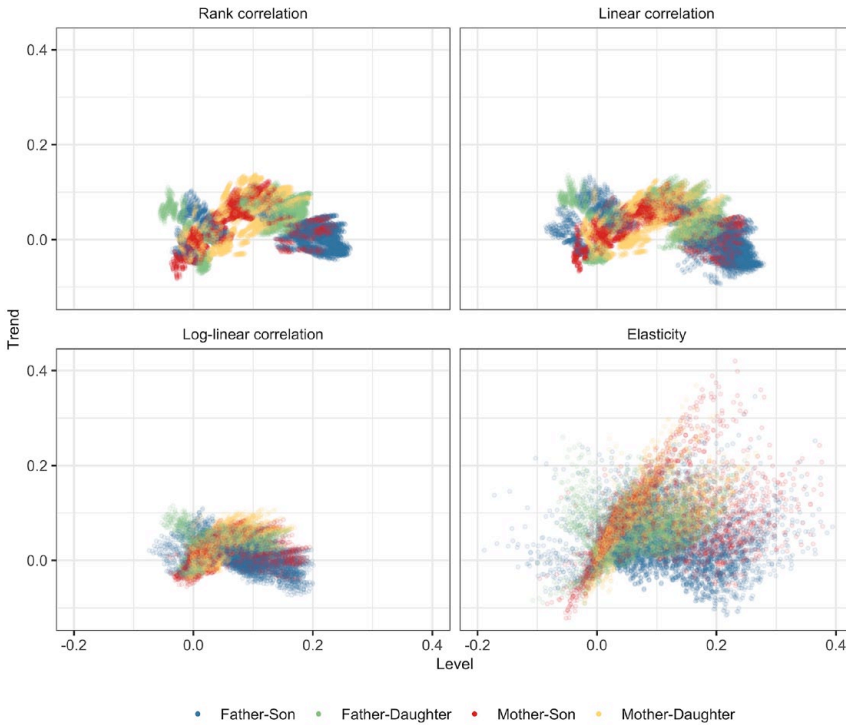 Rank correlation
Linear correlation
0.4
0.2
0.0
Trend
Log-linear correlation
Elasticity
0.4
0.2
0.0
-0.2
0.0
0.2
0.4
-0.2
0.0
0.2
0.4
Level
Father-Son
Father-Daughter
Mother-Son
Mother-Daughter